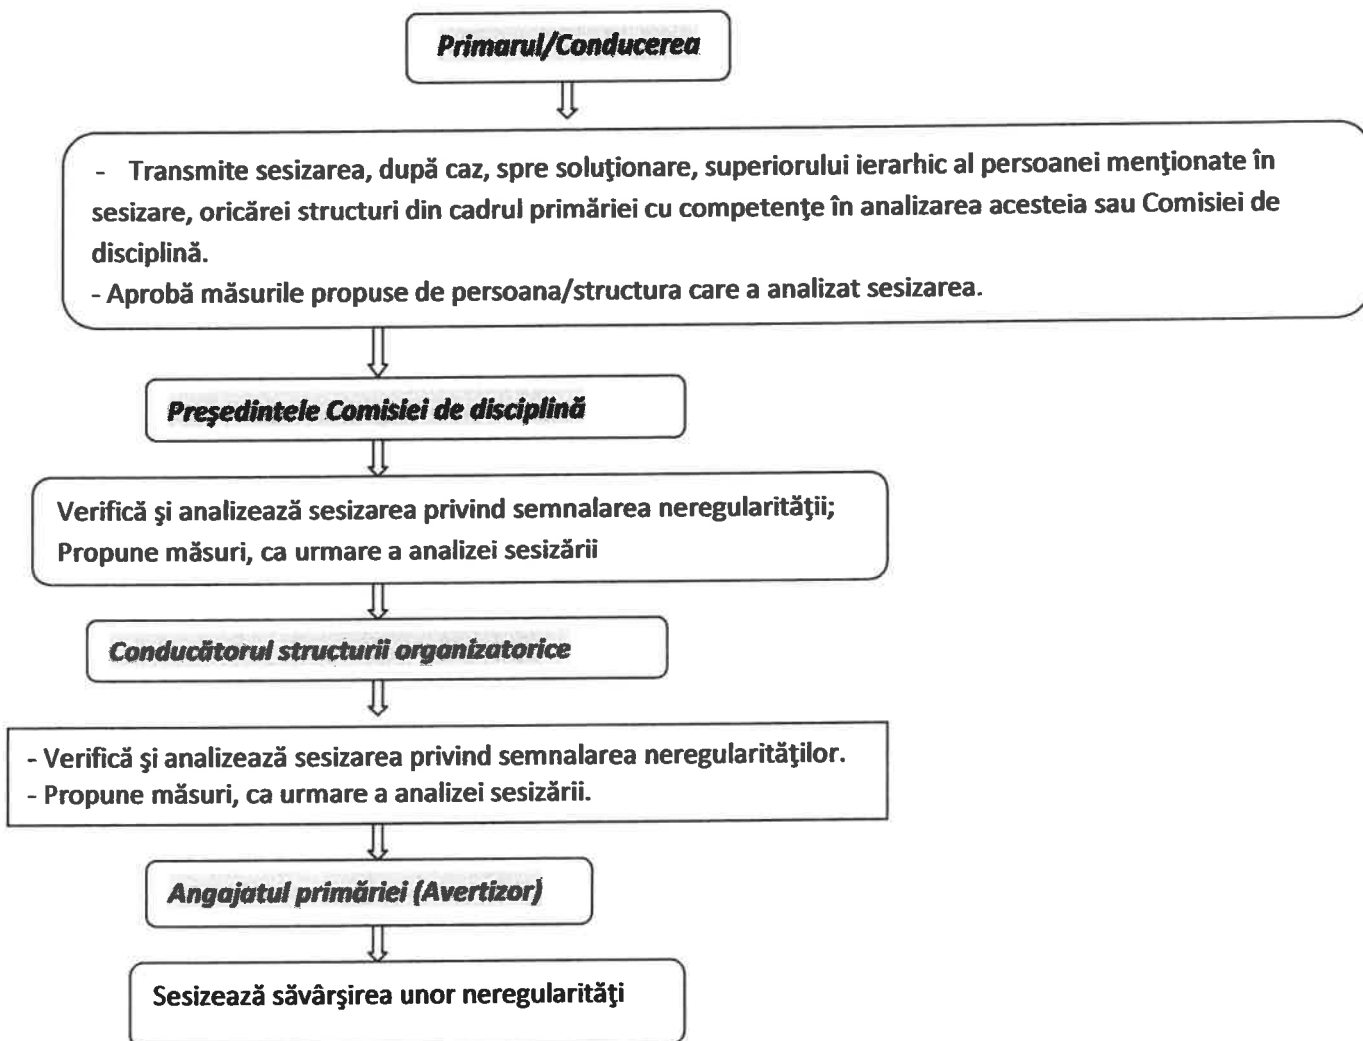 Primarul/Conducerea
- Transmite sesizarea, după caz, spre soluţionare, superiorului ierarhic al persoanei menţionate în
sesizare, oricărei structuri din cadrul primăriei cu competenţe în analizarea acesteia sau Comisiei de
disciplină.
- Aprobă măsurile propuse de persoana/structura care a analizat sesizarea.
Preşedintele Comisiei de disciplină
Verifică şi analizează sesizarea privind semnalarea neregularităţii;
Propune măsuri, ca urmare a analizei sesizării
Conducătorul structurii organizatorice
- Verifică şi analizează sesizarea privind semnalarea neregularităţilor.
- Propune măsuri, ca urmare a analizei sesizării.
Angajatul primăriei (Avertizor)
Sesizează săvârşirea unor neregularităţi